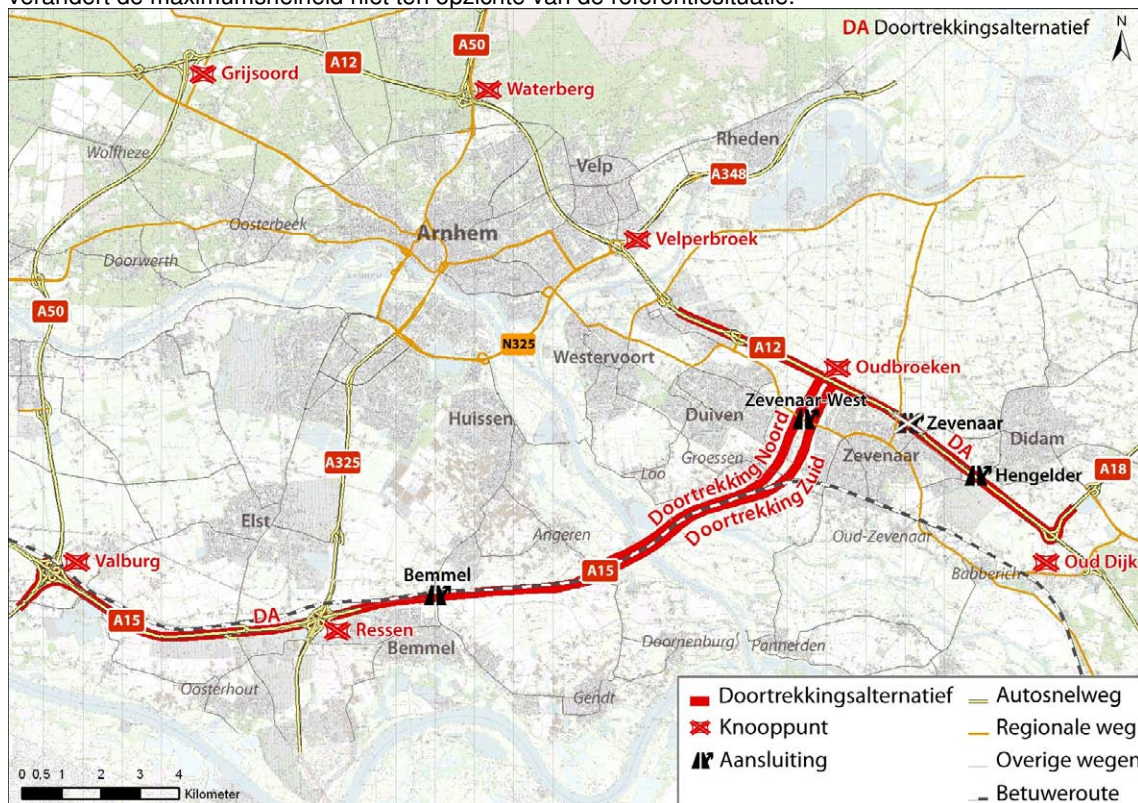 verandert de maximumsnelheid niet ten opzichte van de referentiesituatie.
DA Doortrekkingsalternatief
N
A50
Grijsoord
A12
Waterberg
Rheden
Wolfheze
Velp
A348
Oosterbeek
Arnhem
Velperbroek
Doorwerth
ARNHEM
A50
N325
Westervoort
A12
Oudbroeken
Zevenaar-West
Huissen
Duiven
Zevenaar
Didam
Groessen
Zevenaar
DA
A325
Loo
Doortrekking Noord
Hengelder
A18
Doortrekking Zuid
Elst
Angeren
Oud-Zevenaar
Valburg
Bemmel
A15
Babberich
Oud Dijk
A15
DA
Ressen
Bemmel
Doornenburg
Pannerden
Oosterhout
Gendt
Doortrekkingsalternatief
Knooppunt
Aansluiting
Autosnelweg
Regionale weg
Overige wegen
Betuweroute
0 0,5 1 2 3 4
Kilometer